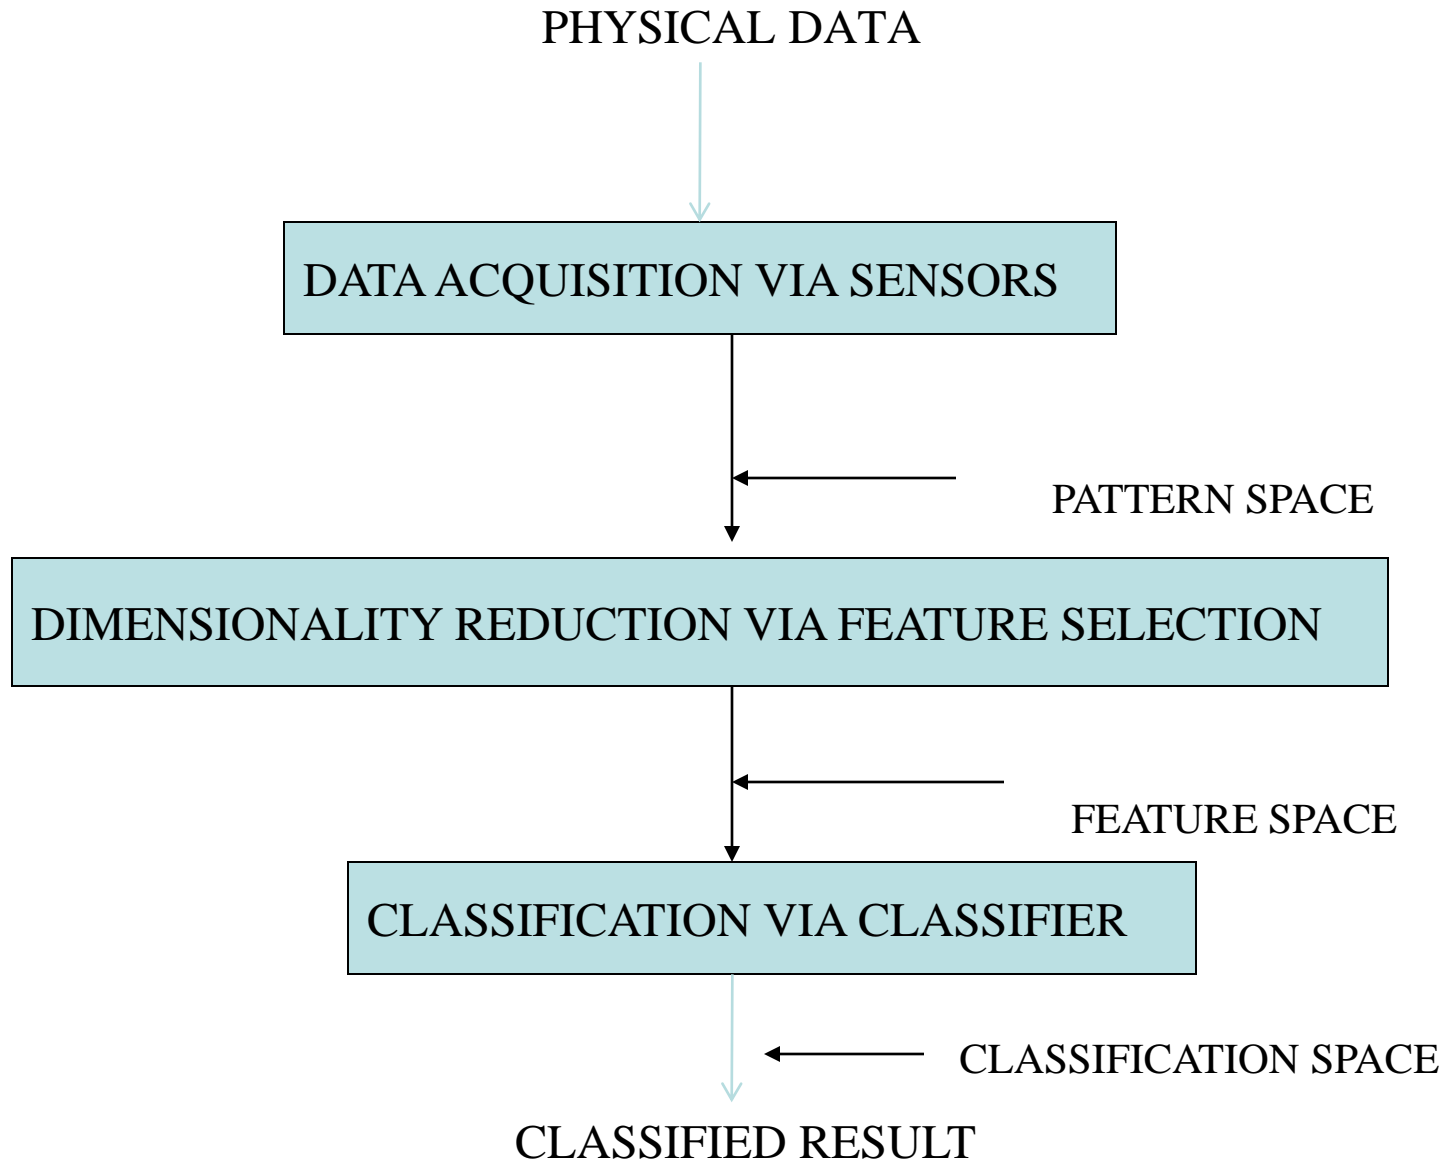 PHYSICAL DATA
DATA ACQUISITION VIA SENSORS
PATTERN SPACE
DIMENSIONALITY REDUCTION VIA FEATURE SELECTION
FEATURE SPACE
CLASSIFICATION VIA CLASSIFIER
CLASSIFICATION SPACE
CLASSIFIED RESULT